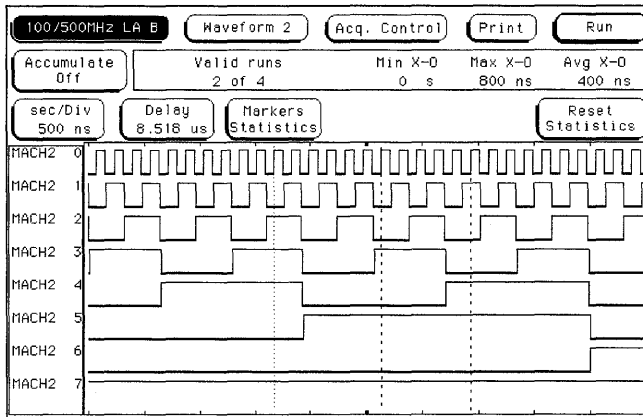 100/500MHz LA B
Waveform 2
Acq. Control
Print
Run
Accumulate
Off
Valid runs
2 of 4
Min X-O
0 s
Max X-O
800 ns
Avg X-O
400 ns
sec/Div
500 ns
Delay
8.518 us
Markers
Statistics
Reset
Statistics
MACH2 0
MACH2 1
MACH2 2
MACH2 3
MACH2 4
MACH2 5
MACH2 6
MACH2 7